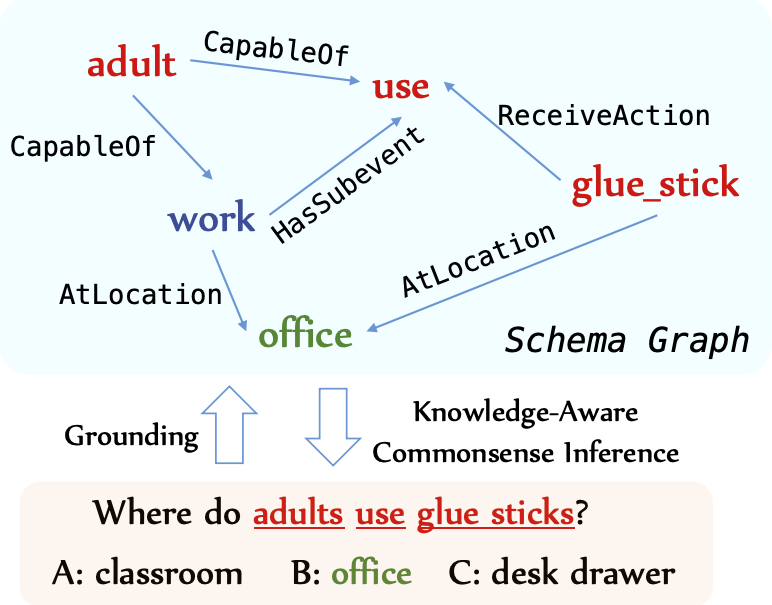 adult
CapableOf
use
CapableOf
ReceiveAction
HasSubevent
glue_stick
work
AtLocation
AtLocation
office
Schema Graph
Grounding
Knowledge-Aware
Commonsense Inference
Where do adults use glue sticks?
A: classroom B: office C: desk drawer